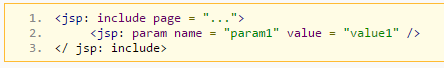 1. <jsp: include page = "...">
2. <jsp: param name = "param1" value = "value1" />
3. </ jsp: include>